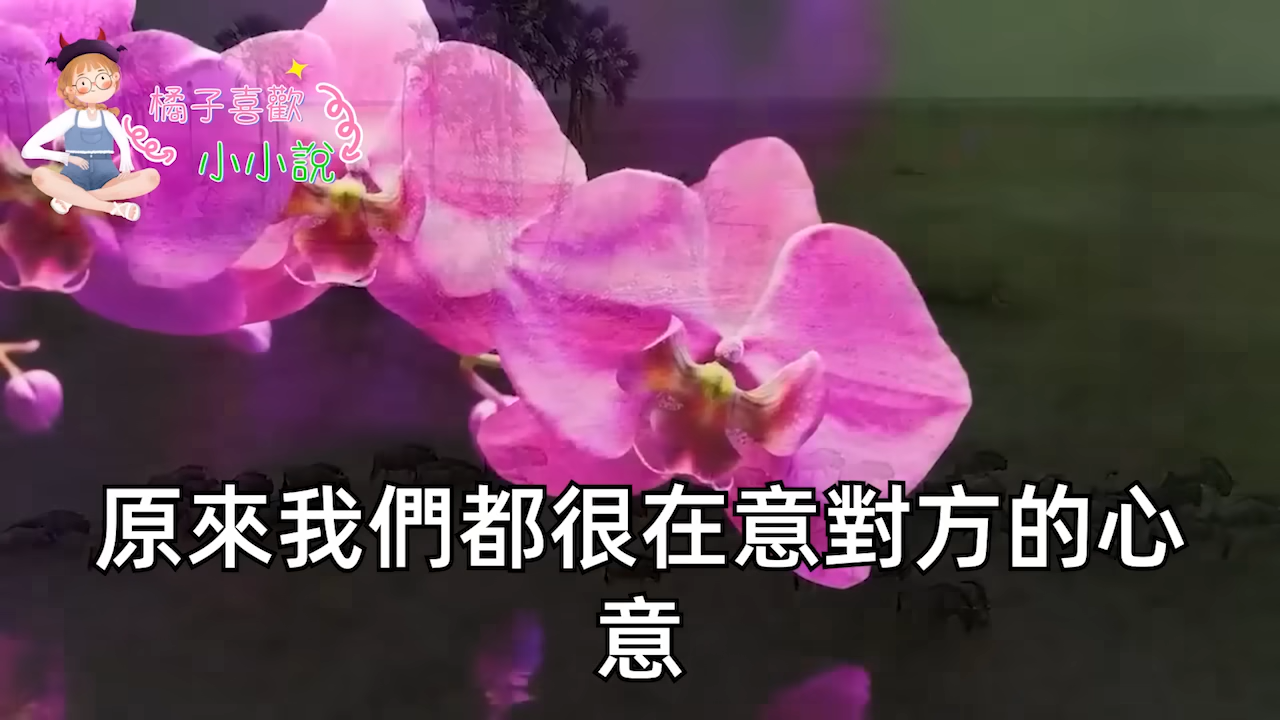 橘子喜歡
小小說
原來我們都很在意對方的心
意